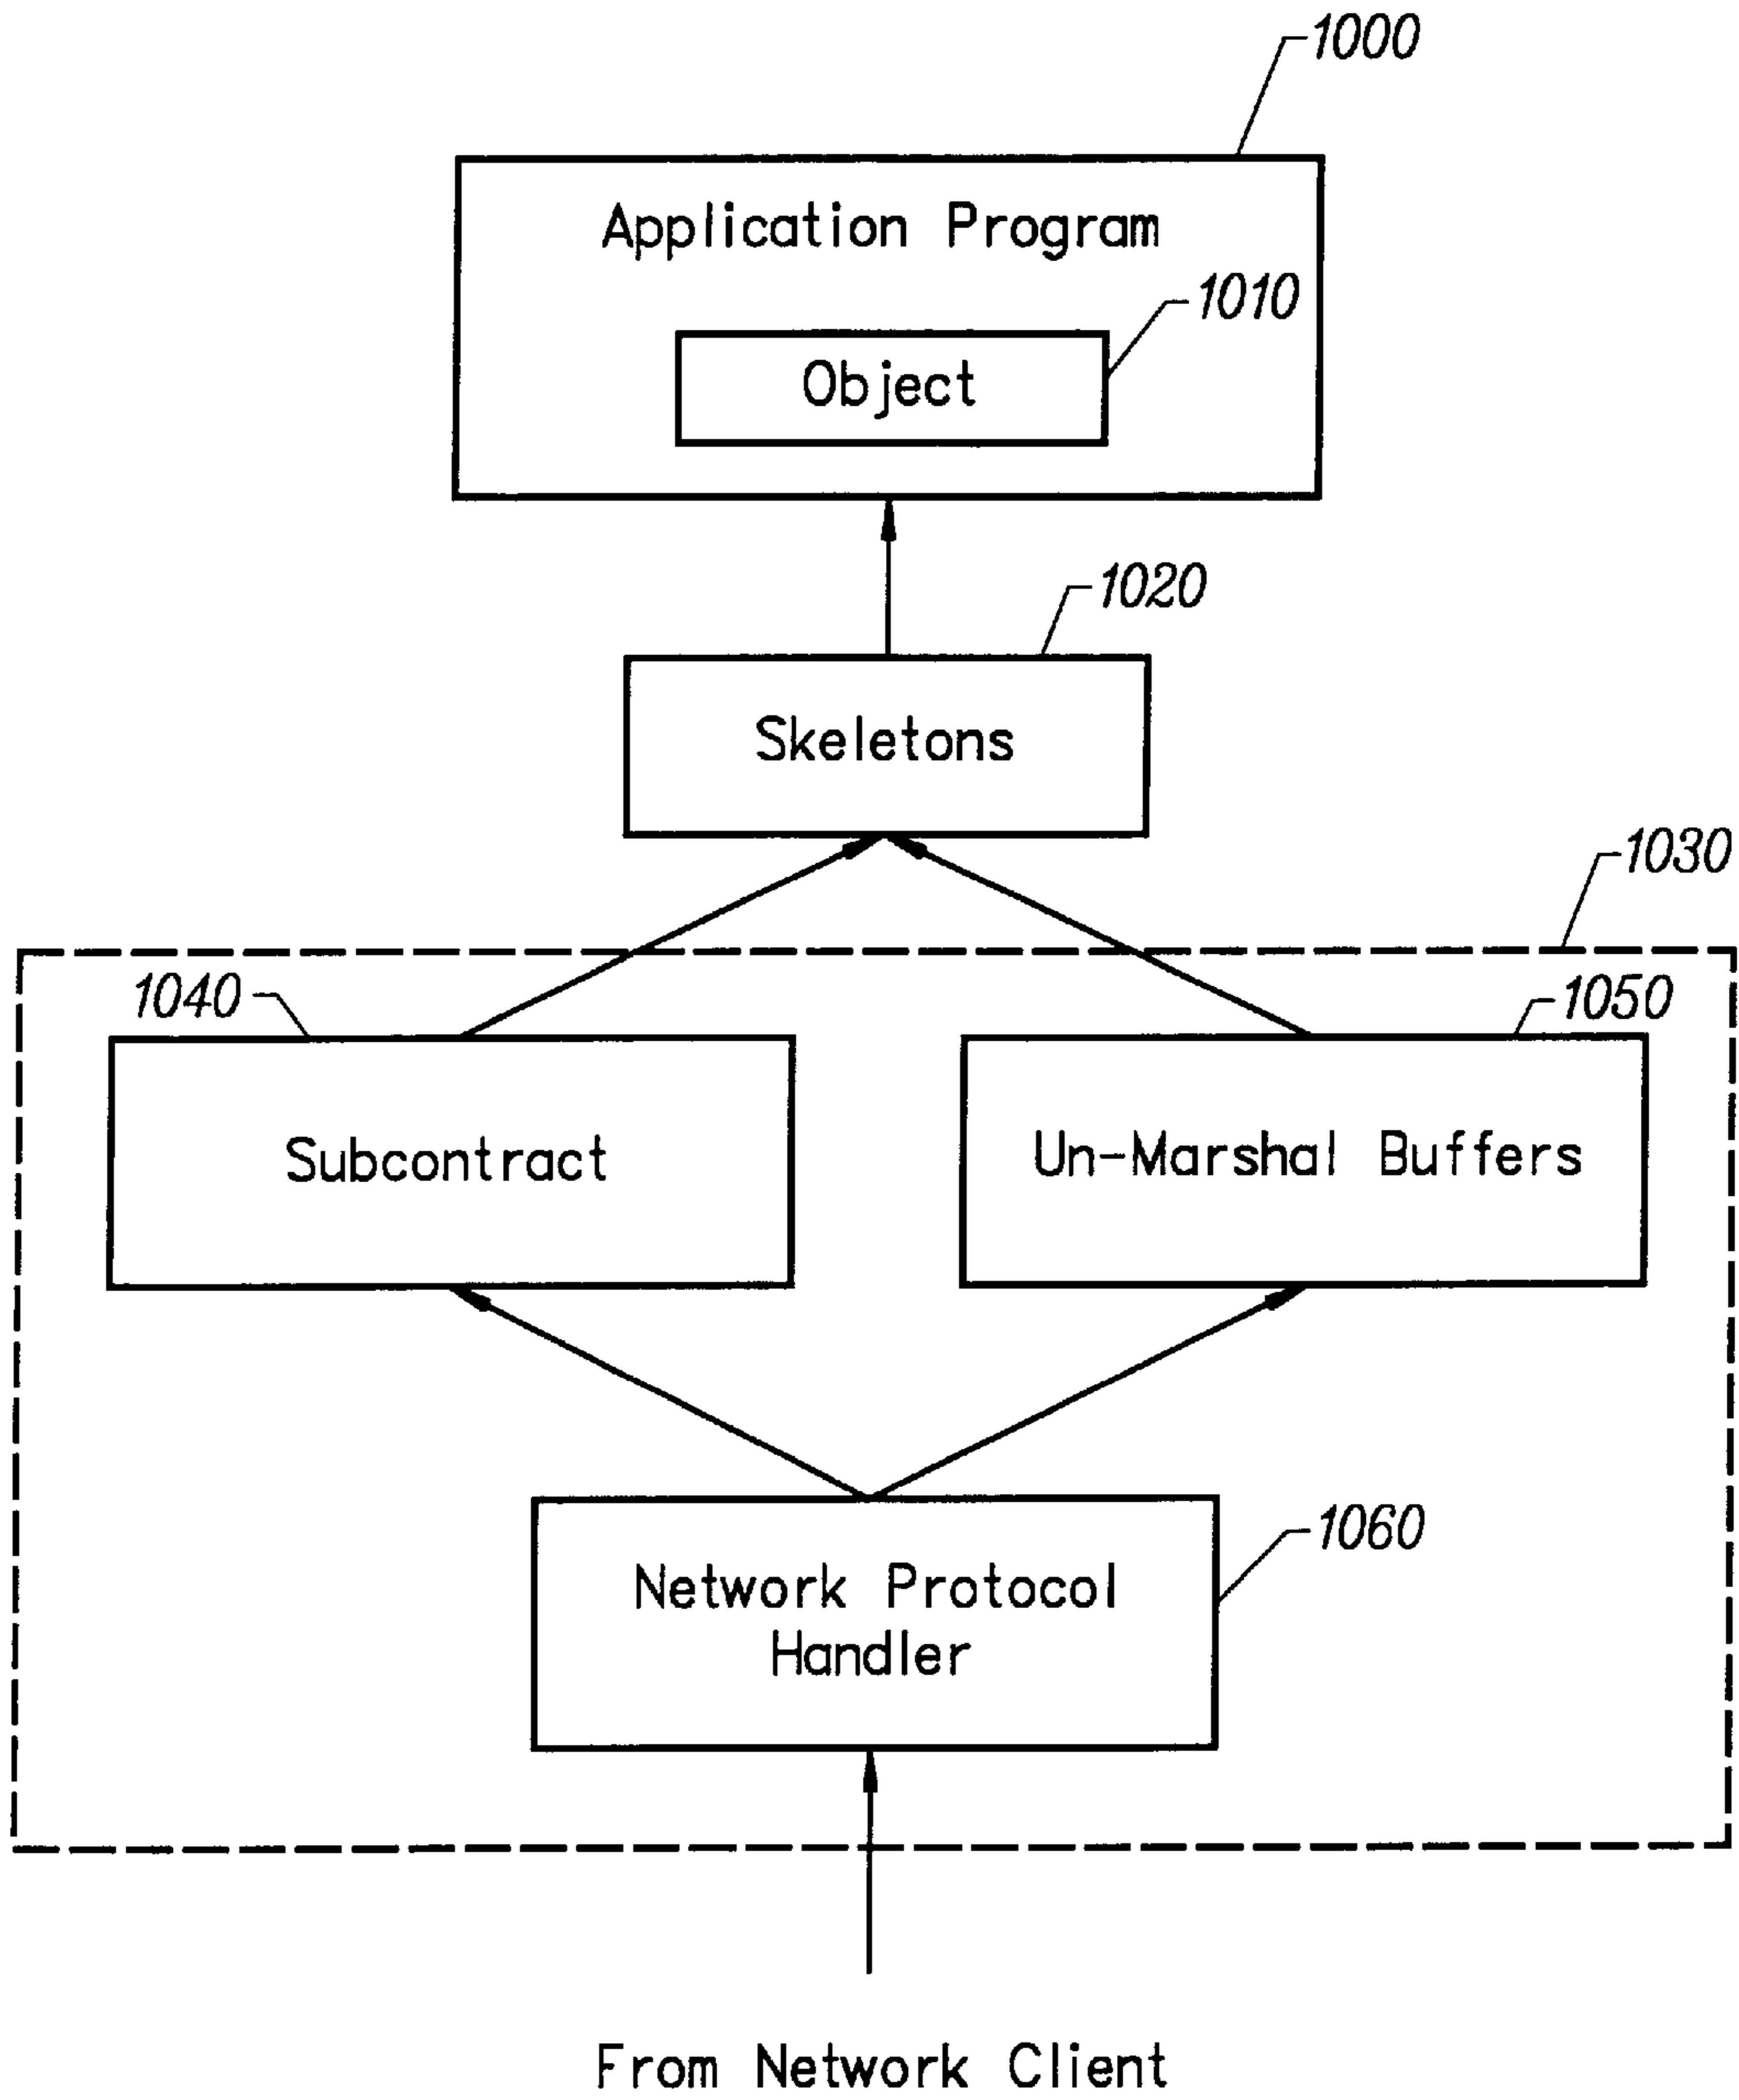 1000
Application Program
1010
Object
1020
Skeletons
1030
1040
1050
Subcontract
Un-Marshal Buffers
1060
Network Protocol
Handler
From Network Client